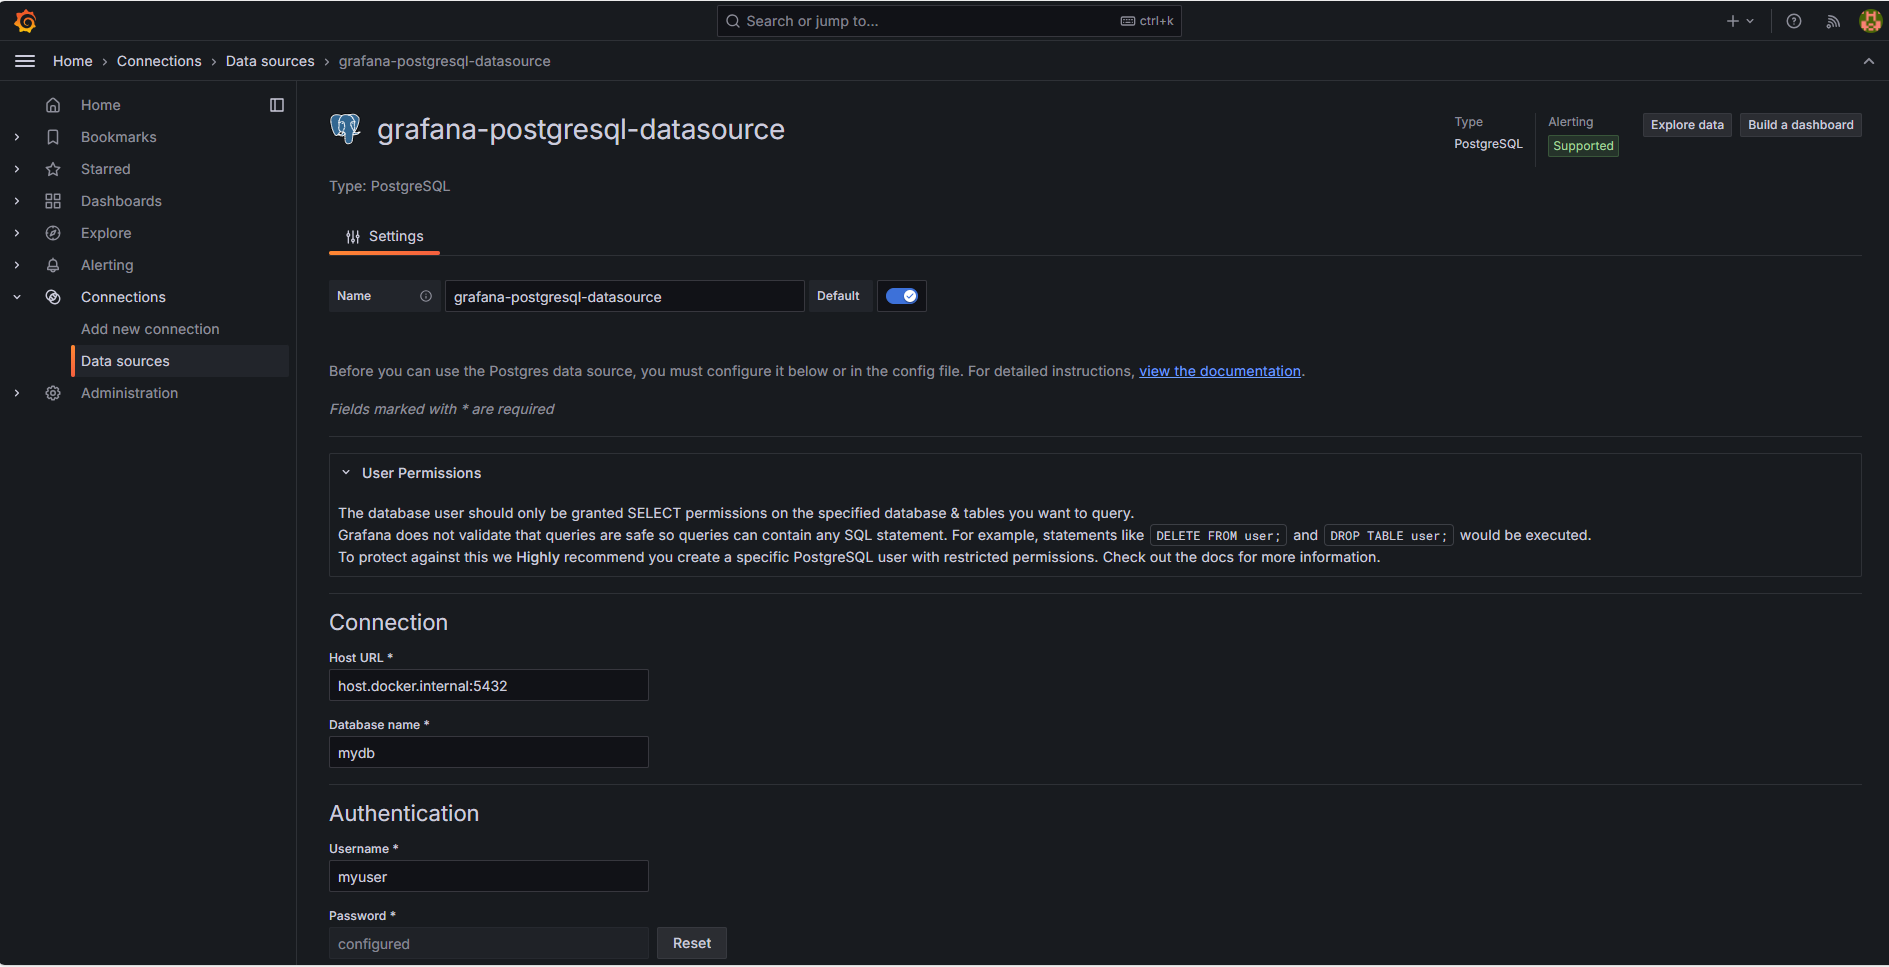 Search or jump to...
ctrl+k
Home
Connections
Data sources
grafana-postgresql-datasource
Home
Bookmarks
Starred
Dashboards
Explore
Alerting
Connections
Add new connection
Data sources
Administration
grafana-postgresql-datasource
Type
PostgreSQL
Alerting
Supported
Explore data
Build a dashboard
Type: PostgreSQL
Settings
Name
grafana-postgresql-datasource
Default
Before you can use the Postgres data source, you must configure it below or in the config file. For detailed instructions, view the documentation.
Fields marked with * are required
User Permissions
The database user should only be granted SELECT permissions on the specified database & tables you want to query.
Grafana does not validate that queries are safe so queries can contain any SQL statement. For example, statements like DELETE FROM user; and DROP TABLE user; would be executed.
To protect against this we Highly recommend you create a specific PostgreSQL user with restricted permissions. Check out the docs for more information.
Connection
Host URL *
host.docker.internal:5432
Database name *
mydb
Authentication
Username *
myuser
Password *
configured
Reset